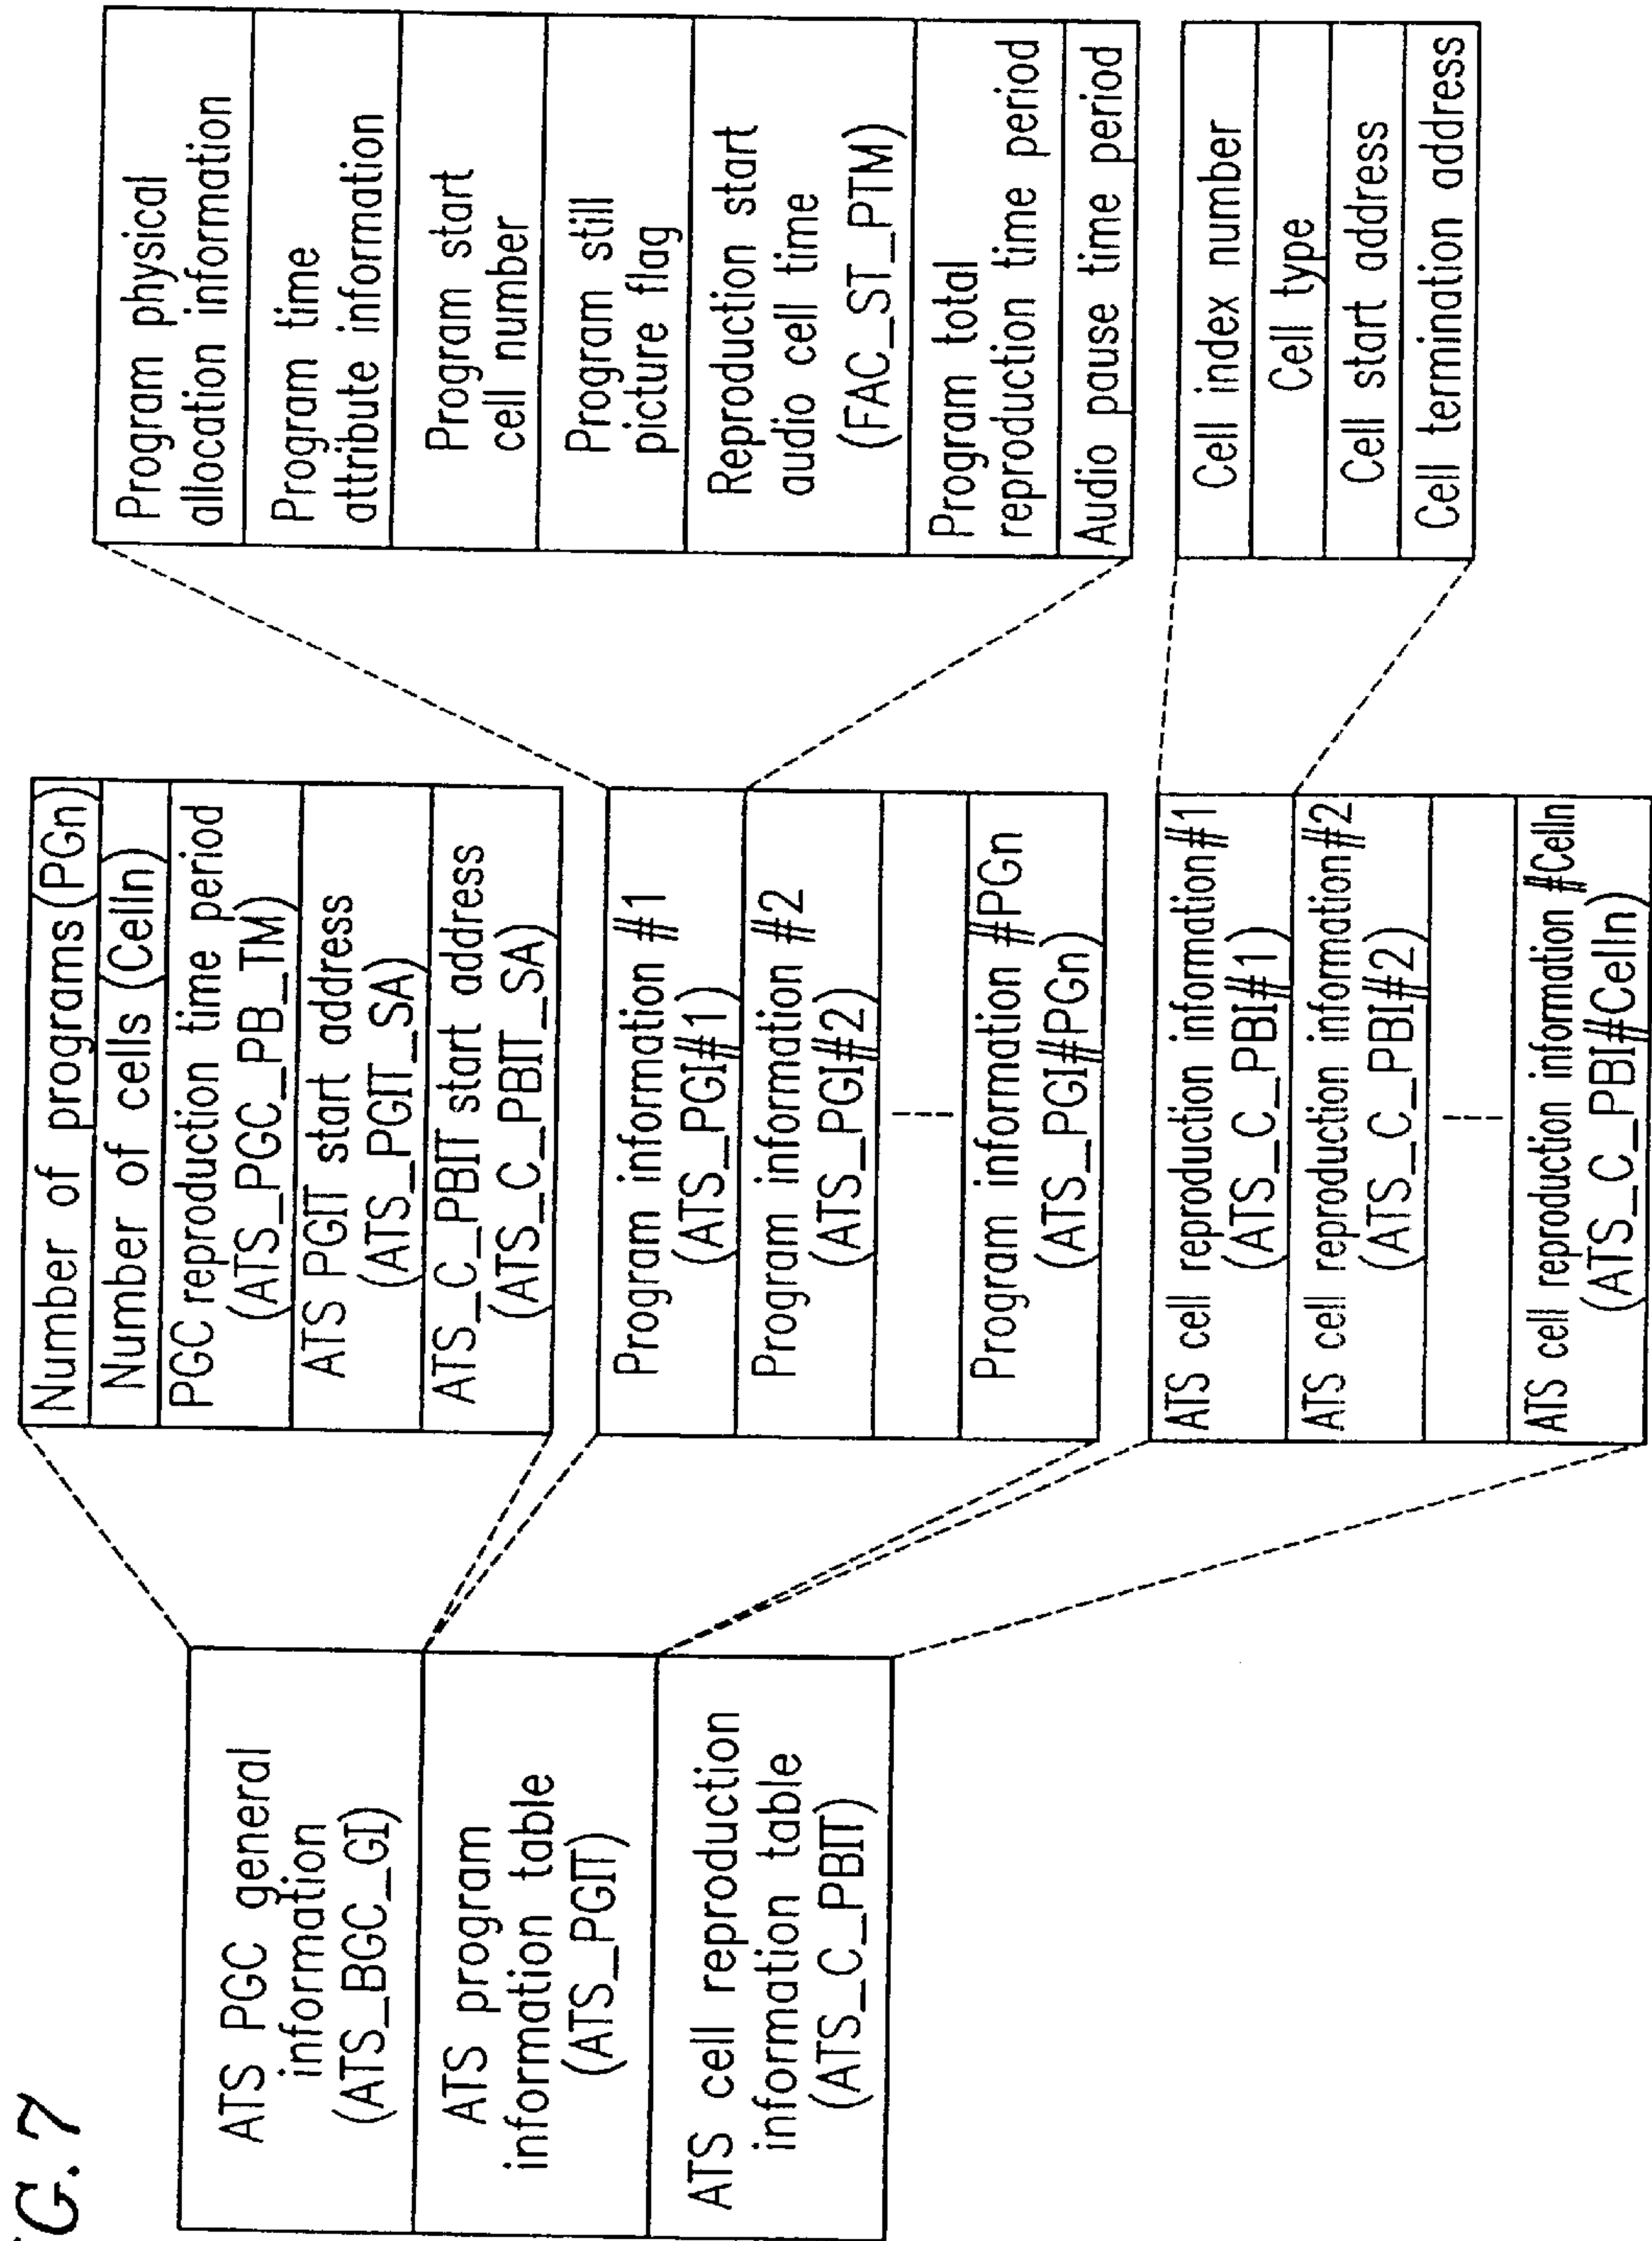 G. 7
ATS PGC general
information
(ATS_BGC_GI)
ATS program
information table
(ATS_PGIT)
ATS cell reproduction
information table
(ATS_C_PBIT)
Number of programs(PGn)
Number of cells (Celln)
PGC reproduction time period
(ATS_PGC_PB_TM)
ATS PGIT start address
(ATS_PGIT_SA)
ATS_C_PBIT start address
(ATS_C_PBIT_SA)
Program information #1
(ATS_PGI#1)
Program information #2
(ATS_PGI#2)
Program information #PGn
(ATS_PGI#PGn)
ATS cell reproduction information#1
(ATS_C_PBI#1)
ATS cell reproduction information#2
(ATS_C_PBI#2)
ATS cell reproduction information #Celln
(ATS_C_PBI#Celln)
Program physical
allocation information
Program time
attribute information
Program start
cell number
Program still
picture flag
Reproduction start
audio cell time
(FAC_ST_PTM)
Program total
reproduction time period
Audio pause time period
Cell index number
Cell type
Cell start address
Cell termination address